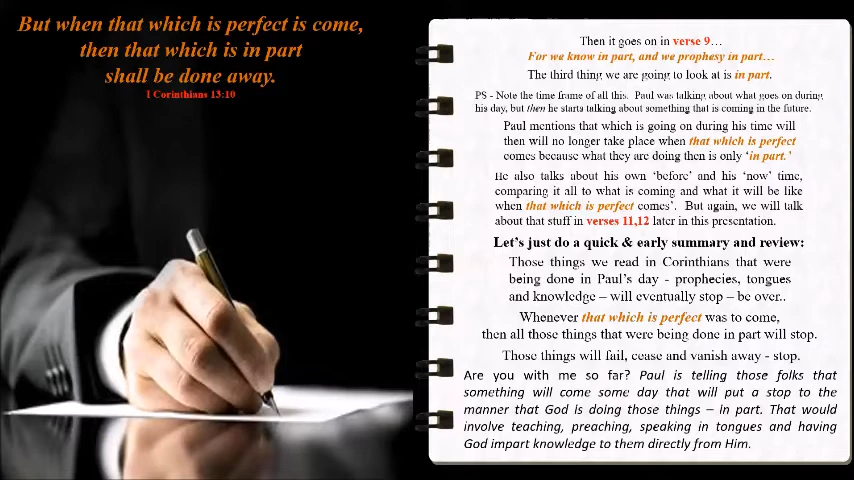 But when that which is perfect is come,
then that which is in part
shall be done away.
1 Corinthians 13:10
Then it goes on in verse 9…
For we know in part, and we prophesy in part…
The third thing we are going to look at is in part.
PS - Note the time frame of all this. Paul was talking about what goes on during
his day, but then he starts talking about something that is coming in the future.
Paul mentions that which is going on during his time will
then will no longer take place when that which is perfect
comes because what they are doing then is only ‘in part.’
He also talks about his own ‘before’ and his ‘now’ time,
comparing it all to what is coming and what it will be like
when that which is perfect comes’. But again, we will talk
about that stuff in verses 11,12 later in this presentation.
Let’s just do a quick & early summary and review:
Those things we read in Corinthians that were
being done in Paul’s day - prophecies, tongues
and knowledge – will eventually stop – be over..
Whenever that which is perfect was to come,
then all those things that were being done in part will stop.
Those things will fail, cease and vanish away - stop.
Are you with me so far? Paul is telling those folks that
something will come some day that will put a stop to the
manner that God is doing those things – in part. That would
involve teaching, preaching, speaking in tongues and having
God impart knowledge to them directly from Him.